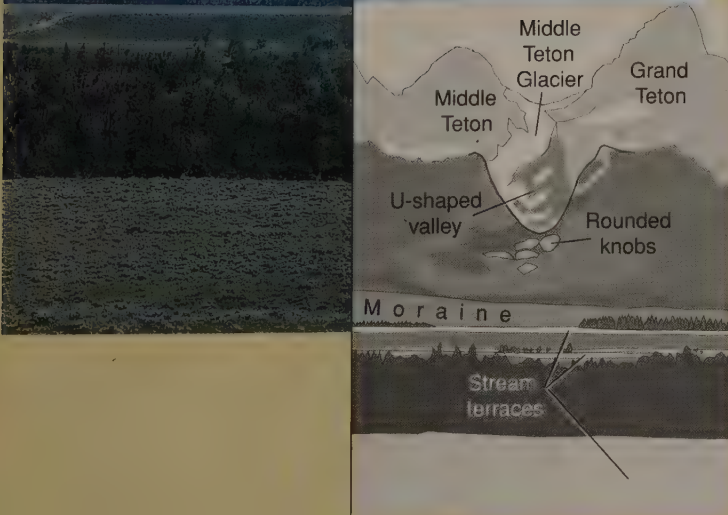 Middle
Teton
Glacier
Grand
Teton
Middle
Teton
U-shaped
valley
Rounded
knobs
Moraine
Stream
terraces